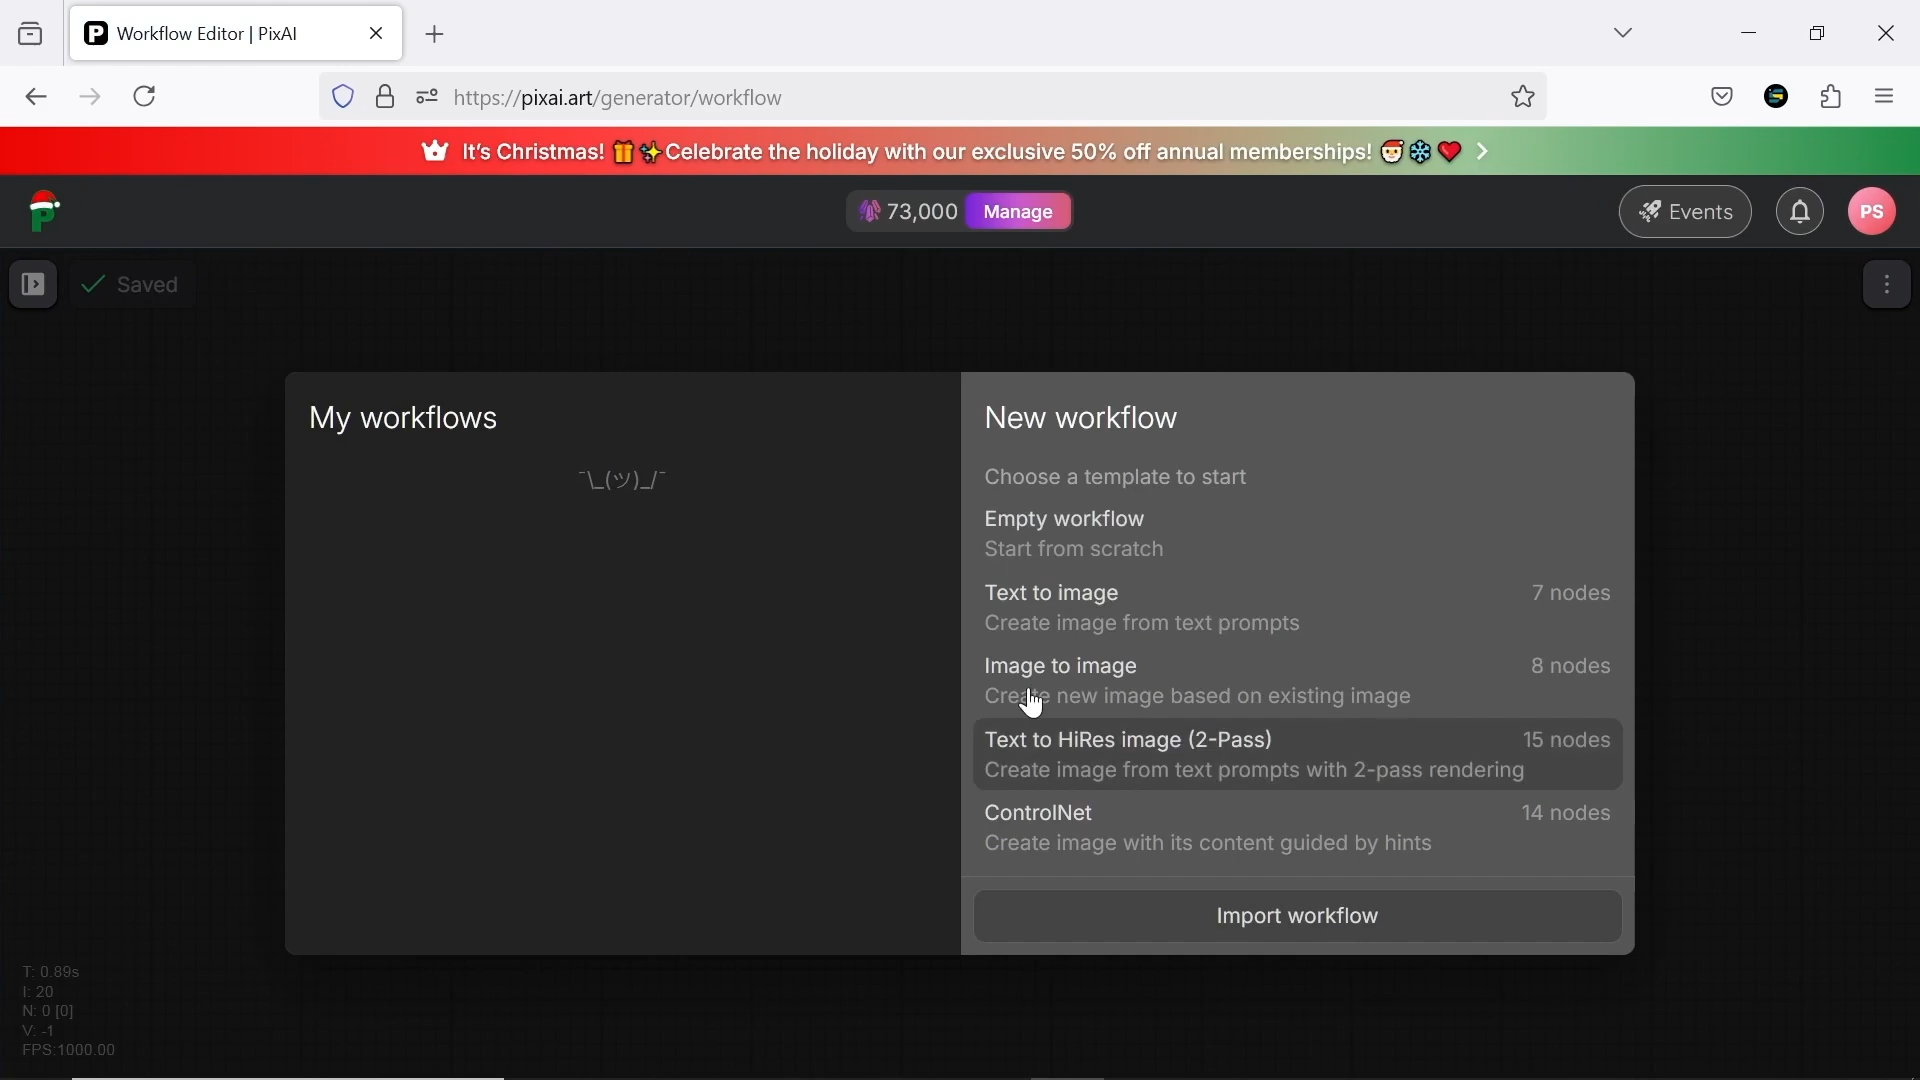 Workflow Editor | PixAI
https://pixai.art/generator/workflow
It's Christmas! 🎁✨Celebrate the holiday with our exclusive 50% off annual memberships! 🎅❄️❤️
73,000 Manage
Events
PS
Saved
My workflows
¯\_(ツ)_/¯
New workflow
Choose a template to start
Empty workflow
Start from scratch
Text to image 7 nodes
Create image from text prompts
Image to image 8 nodes
Create new image based on existing image
Text to HiRes image (2-Pass) 15 nodes
Create image from text prompts with 2-pass rendering
ControlNet 14 nodes
Create image with its content guided by hints
Import workflow
T: 0.89s
I: 20
N: 0 [0]
V: -1
FPS:1000.00